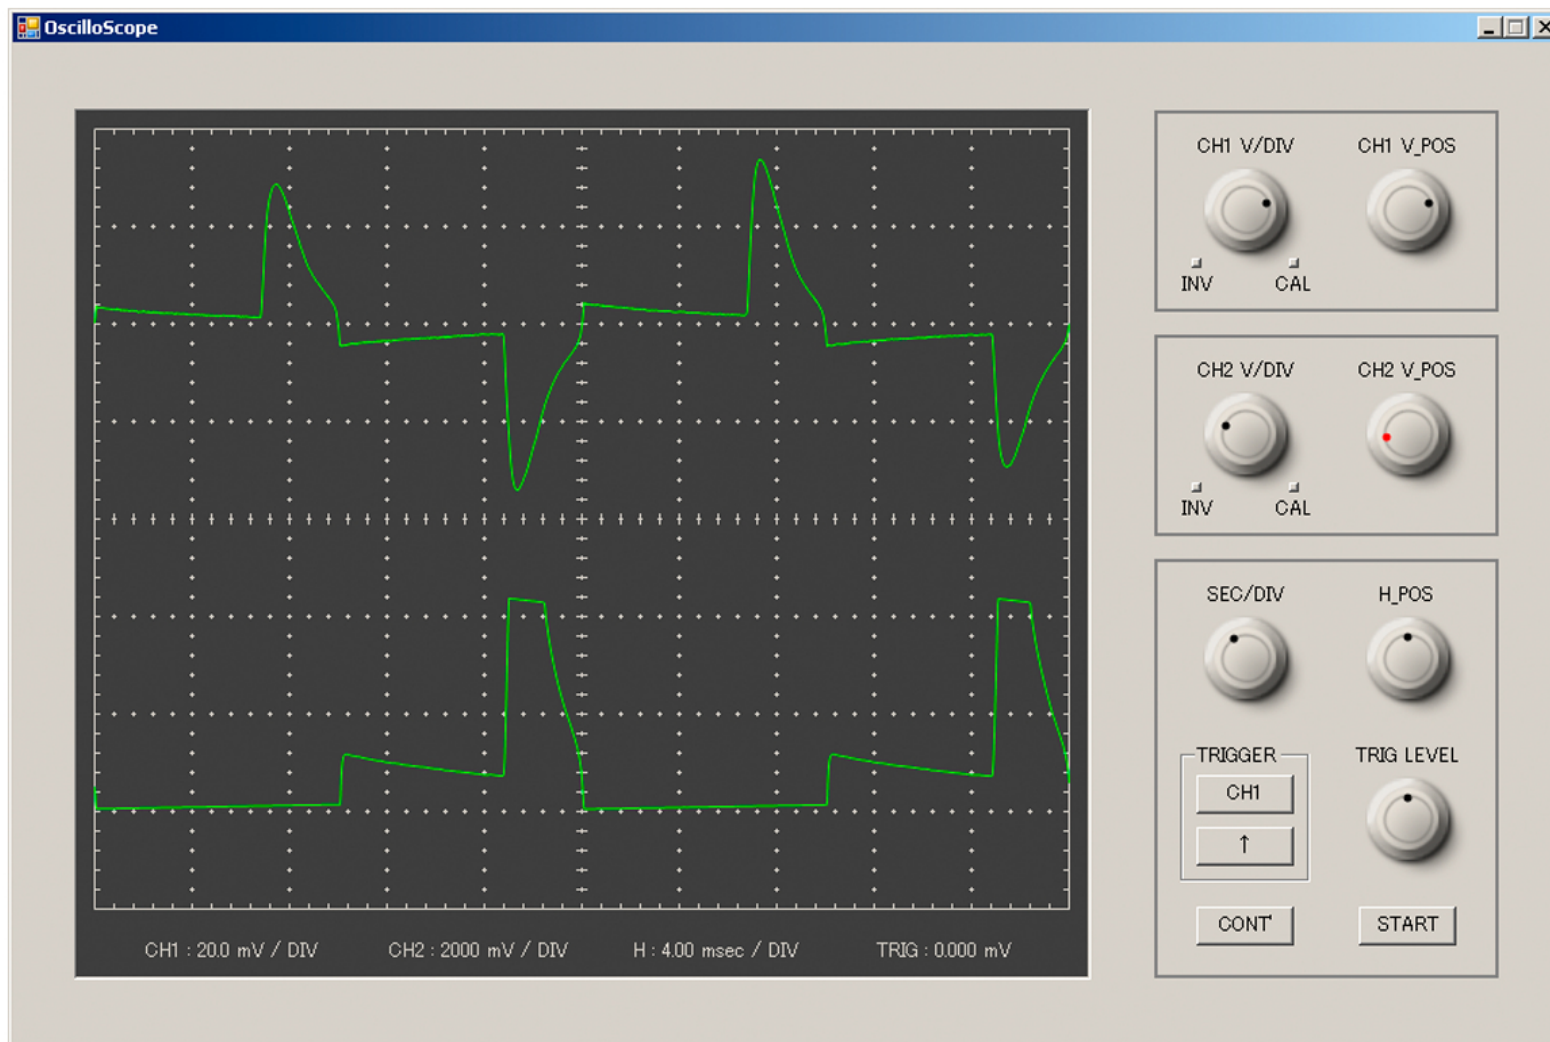 OscilloScope
CH1 V/DIV
CH1 V_POS
INV
CAL
CH2 V/DIV
CH2 V_POS
INV
CAL
SEC/DIV
H_POS
TRIGGER
CH1
↑
TRIG LEVEL
CONT'
START
CH1 : 20.0 mV / DIV
CH2 : 2000 mV / DIV
H : 4.00 msec / DIV
TRIG : 0.000 mV